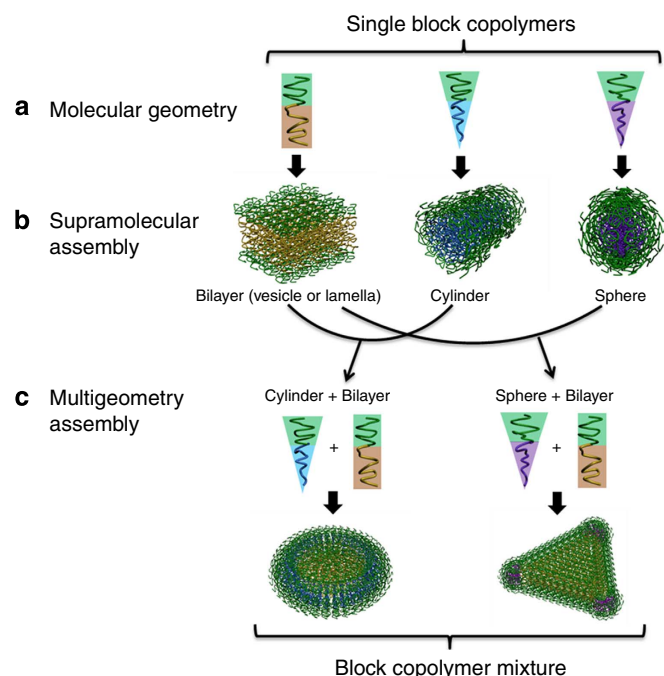 Single block copolymers
a Molecular geometry
b Supramolecular
assembly
Bilayer (vesicle or lamella) Cylinder Sphere
c Multigeometry
assembly
Cylinder + Bilayer Sphere + Bilayer
+ +
Block copolymer mixture